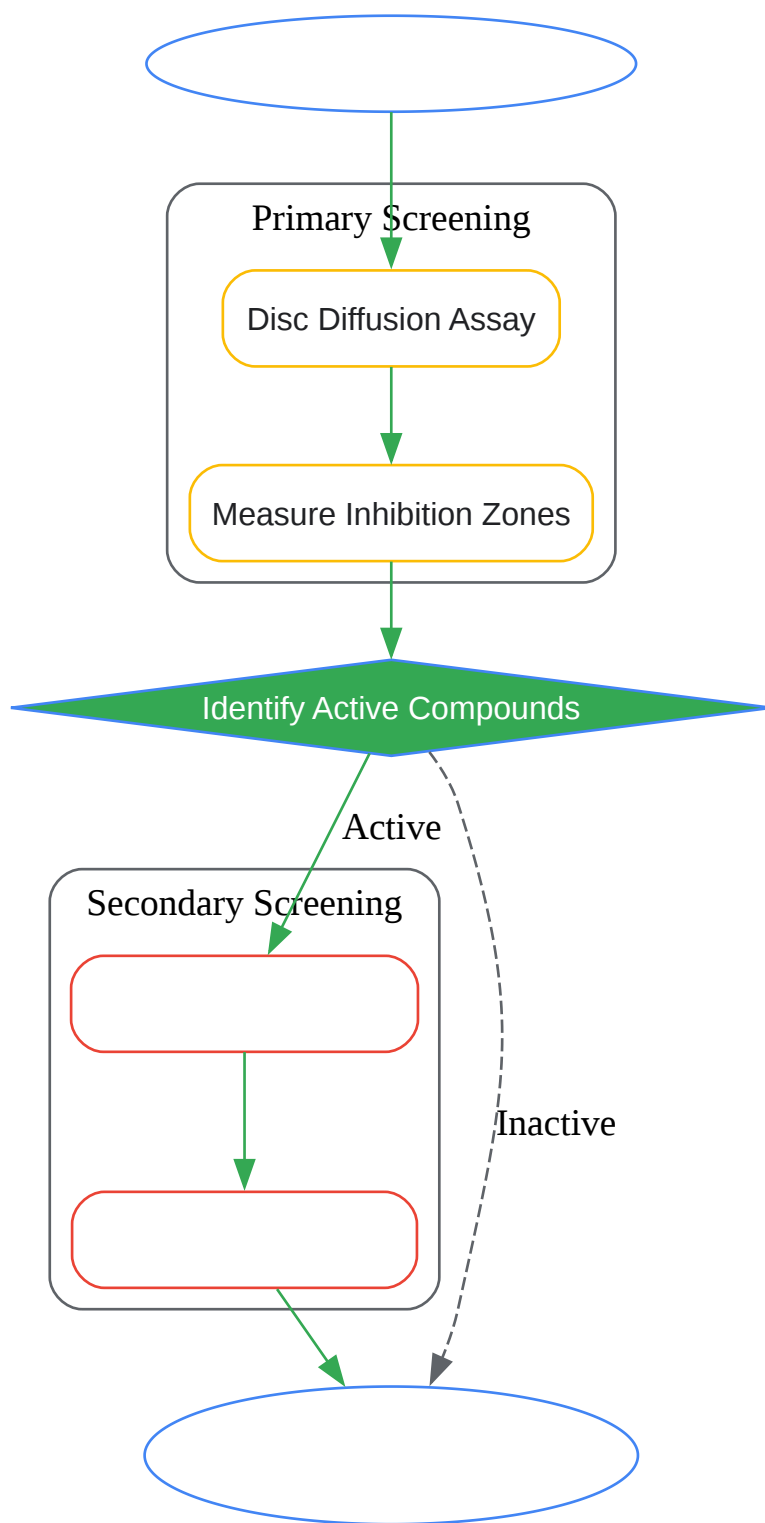 Primary Screening
Disc Diffusion Assay
Measure Inhibition Zones
Identify Active Compounds
Active
Secondary Screening
Inactive